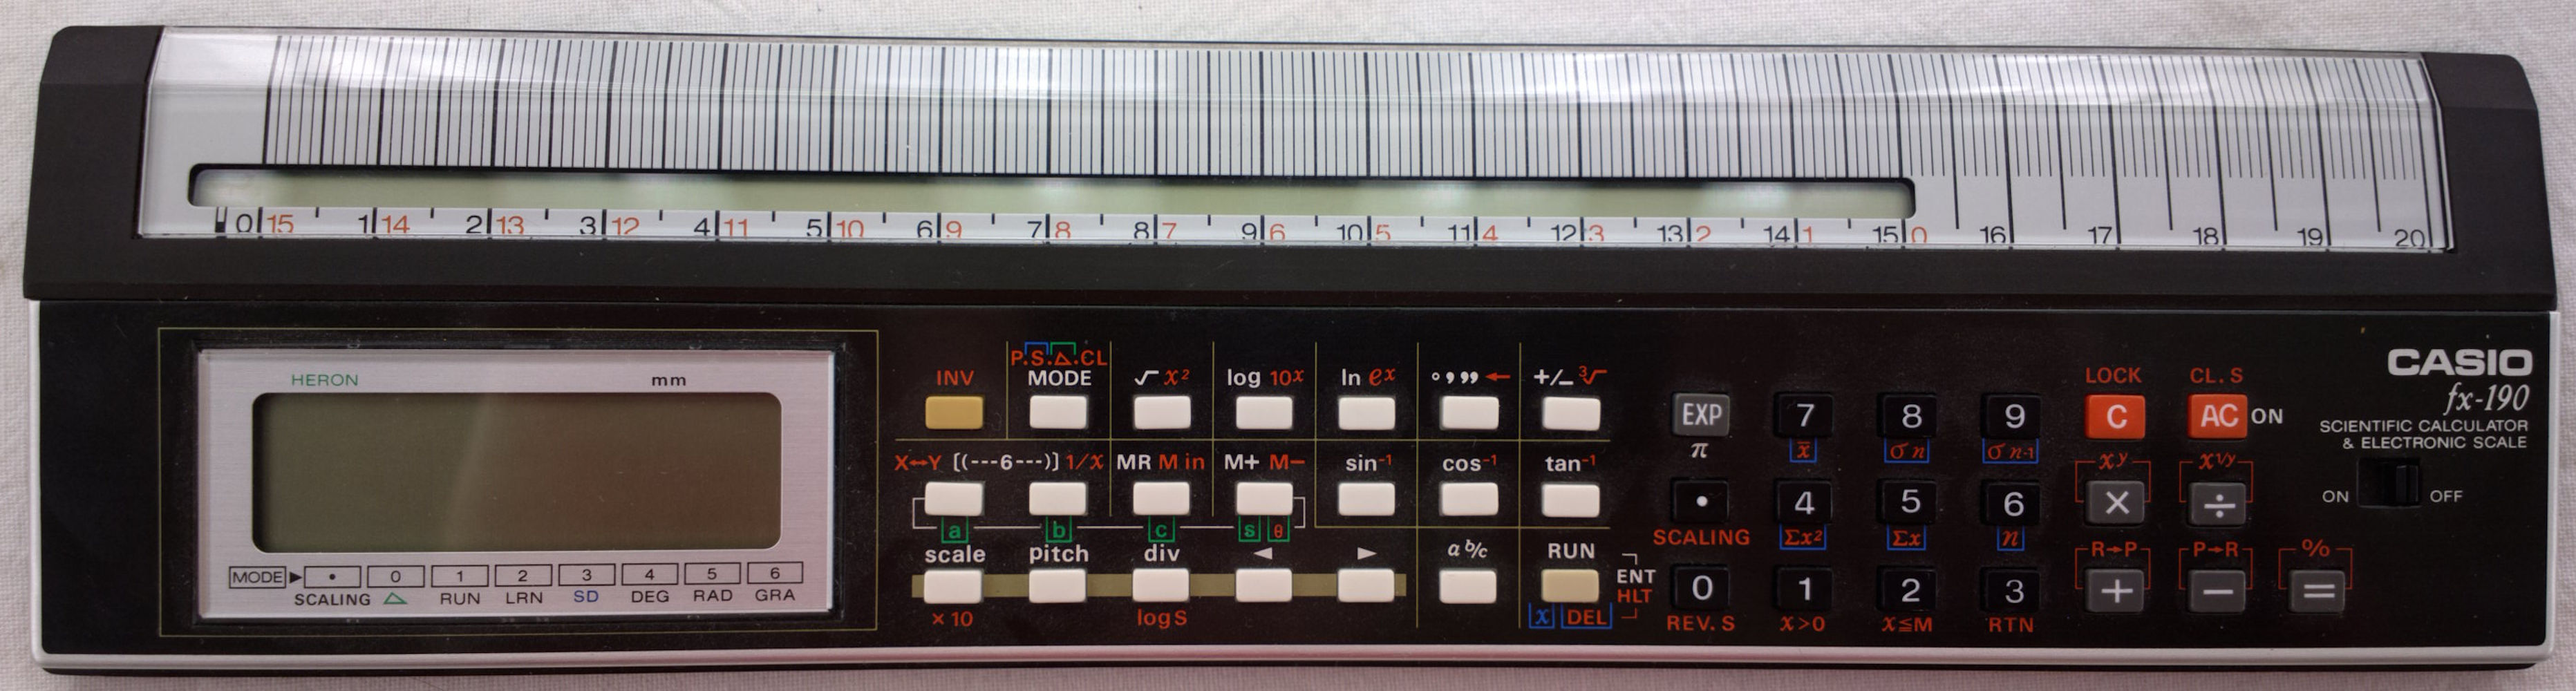 0 15 1 14 2 13 3 12 4 11 5 10 6 9 7 8 8 7 9 6 10 5 11 4 12 3 13 2 14 1 15 0 16 17 18 19 20
HERON mm
MODE ▶ • 0 1 2 3 4 5 6
SCALING △ RUN LRN SD DEG RAD GRA
P.S.△.CL
INV MODE √ x² log 10ˣ ln eˣ °,,, ← +/− ³√
X↔Y [(---6---)] 1/x MR M in M+ M− sin⁻¹ cos⁻¹ tan⁻¹
a b c s θ
scale pitch div ◄ ► a b/c RUN
ENT
HLT
× 10 log S x DEL
EXP 7 8 9
π x̄ σ n σ n-1
• 4 5 6
SCALING Σx² Σx n
0 1 2 3
REV. S x>0 x≦M RTN
LOCK CL. S
C AC ON
xʸ x¹/ʸ
× ÷
R→P P→R %
+ − =
CASIO
fx-190
SCIENTIFIC CALCULATOR
& ELECTRONIC SCALE
ON OFF